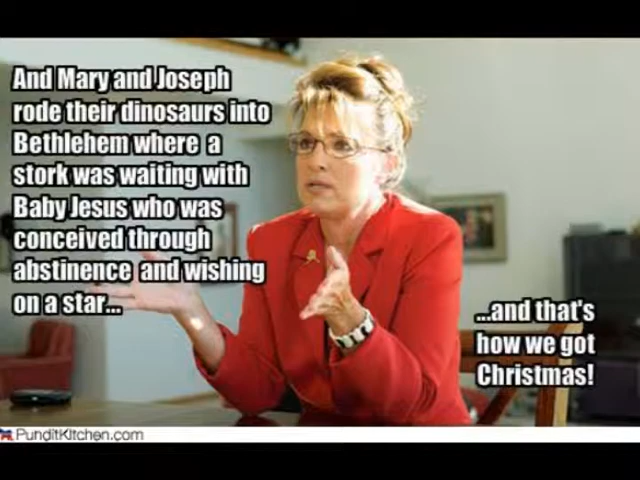 And Mary and Joseph
rode their dinosaurs into
Bethlehem where a
stork was waiting with
Baby Jesus who was
conceived through
abstinence and wishing
on a star...
...and that's
how we got
Christmas!
PunditKitchen.com